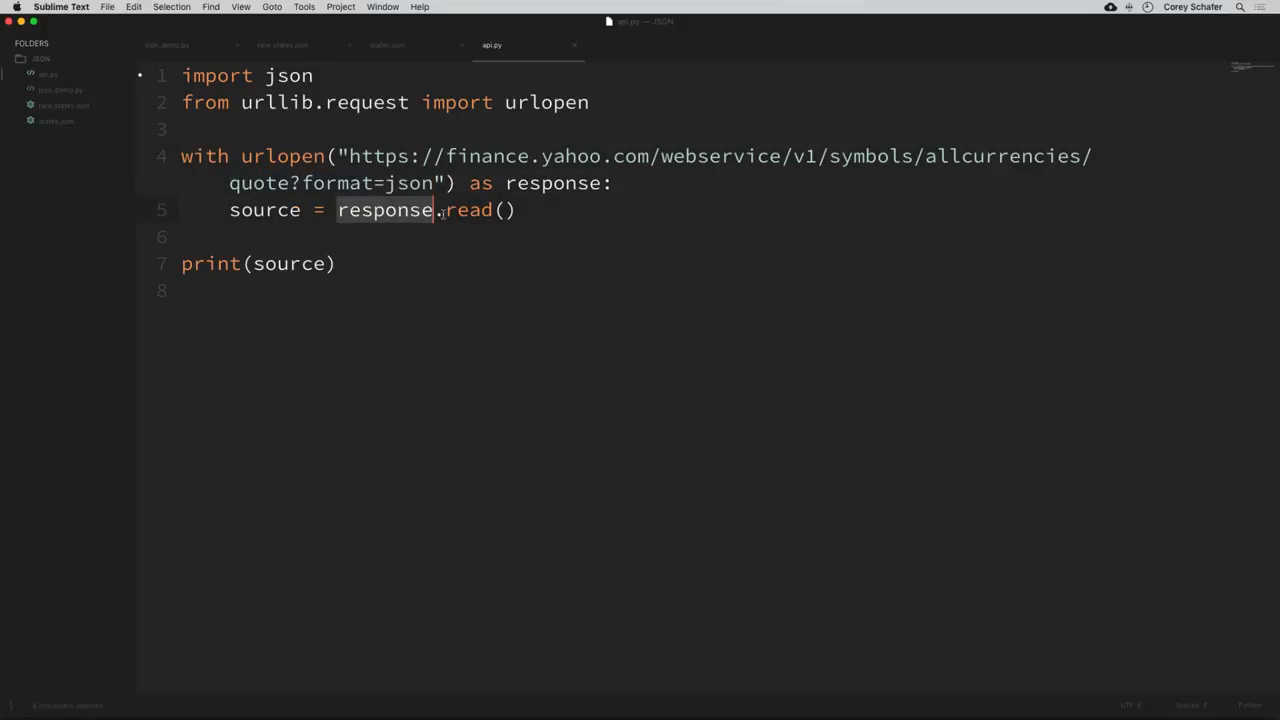 Sublime Text File Edit Selection Find View Goto Tools Project Window Help Corey Schafer
api.py — JSON
FOLDERS
JSON
api.py
json_demo.py
new_states.json
states.json
json_demo.py new_states.json states.json api.py
1 import json
2 from urllib.request import urlopen
3
4 with urlopen("https://finance.yahoo.com/webservice/v1/symbols/allcurrencies/
quote?format=json") as response:
5 source = response.read()
6
7 print(source)
8
UTF-8 Spaces: 4 Python